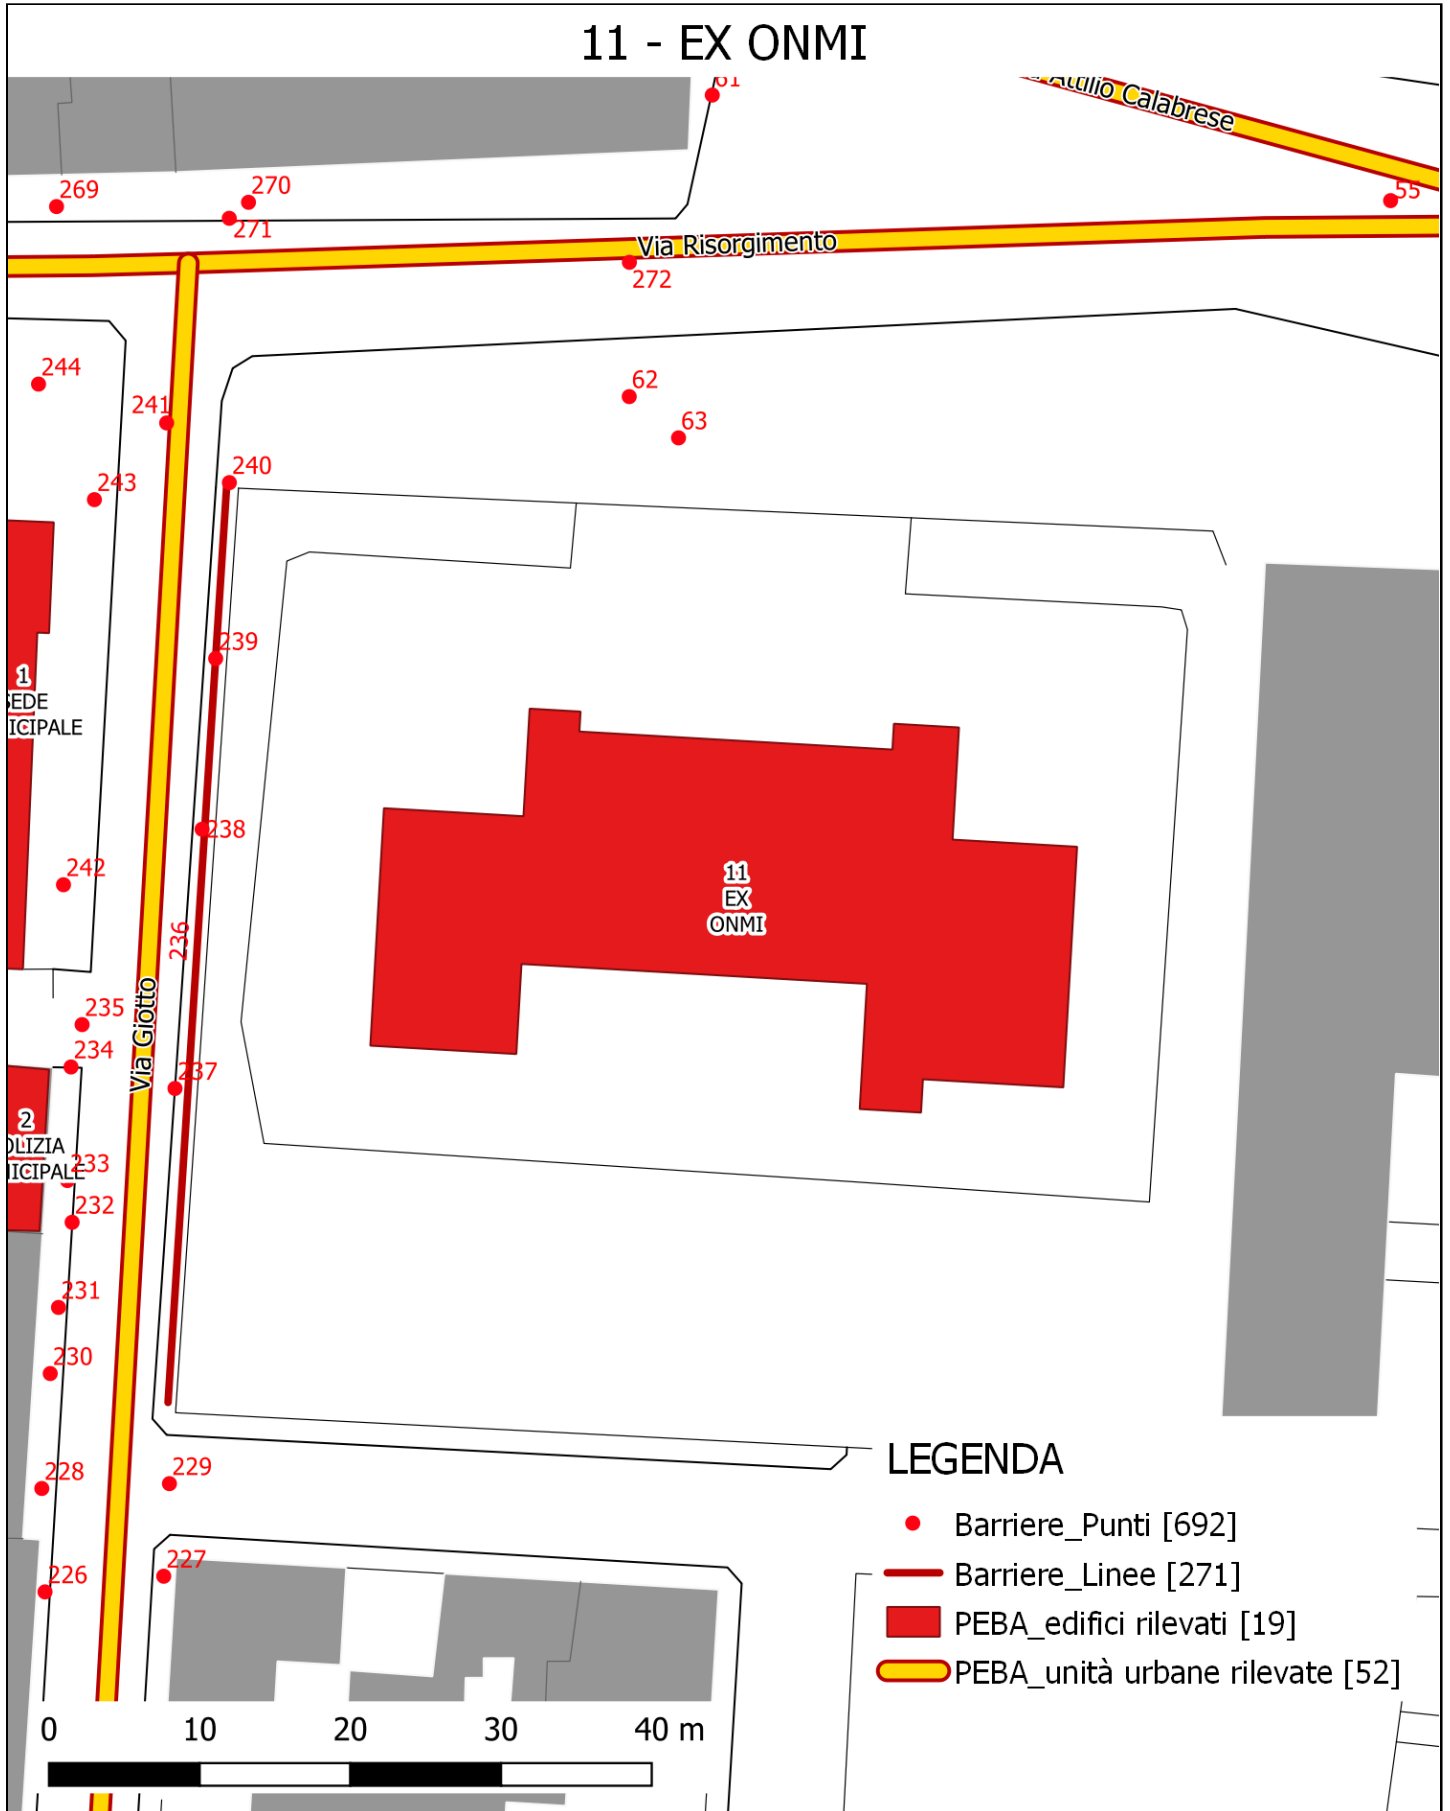 11 - EX ONMI
61
Attilio Calabrese
269
270
55
271
Via Risorgimento
272
244
62
241
63
240
243
239
1
SEDE
ICIPALE
238
242
11
EX
ONMI
236
235
Via Giotto
234
237
2
OLIZIA
NICIPALE
233
232
231
230
LEGENDA
228
229
Barriere_Punti [692]
227
Barriere_Linee [271]
226
PEBA_edifici rilevati [19]
PEBA_unità urbane rilevate [52]
0 10 20 30 40 m